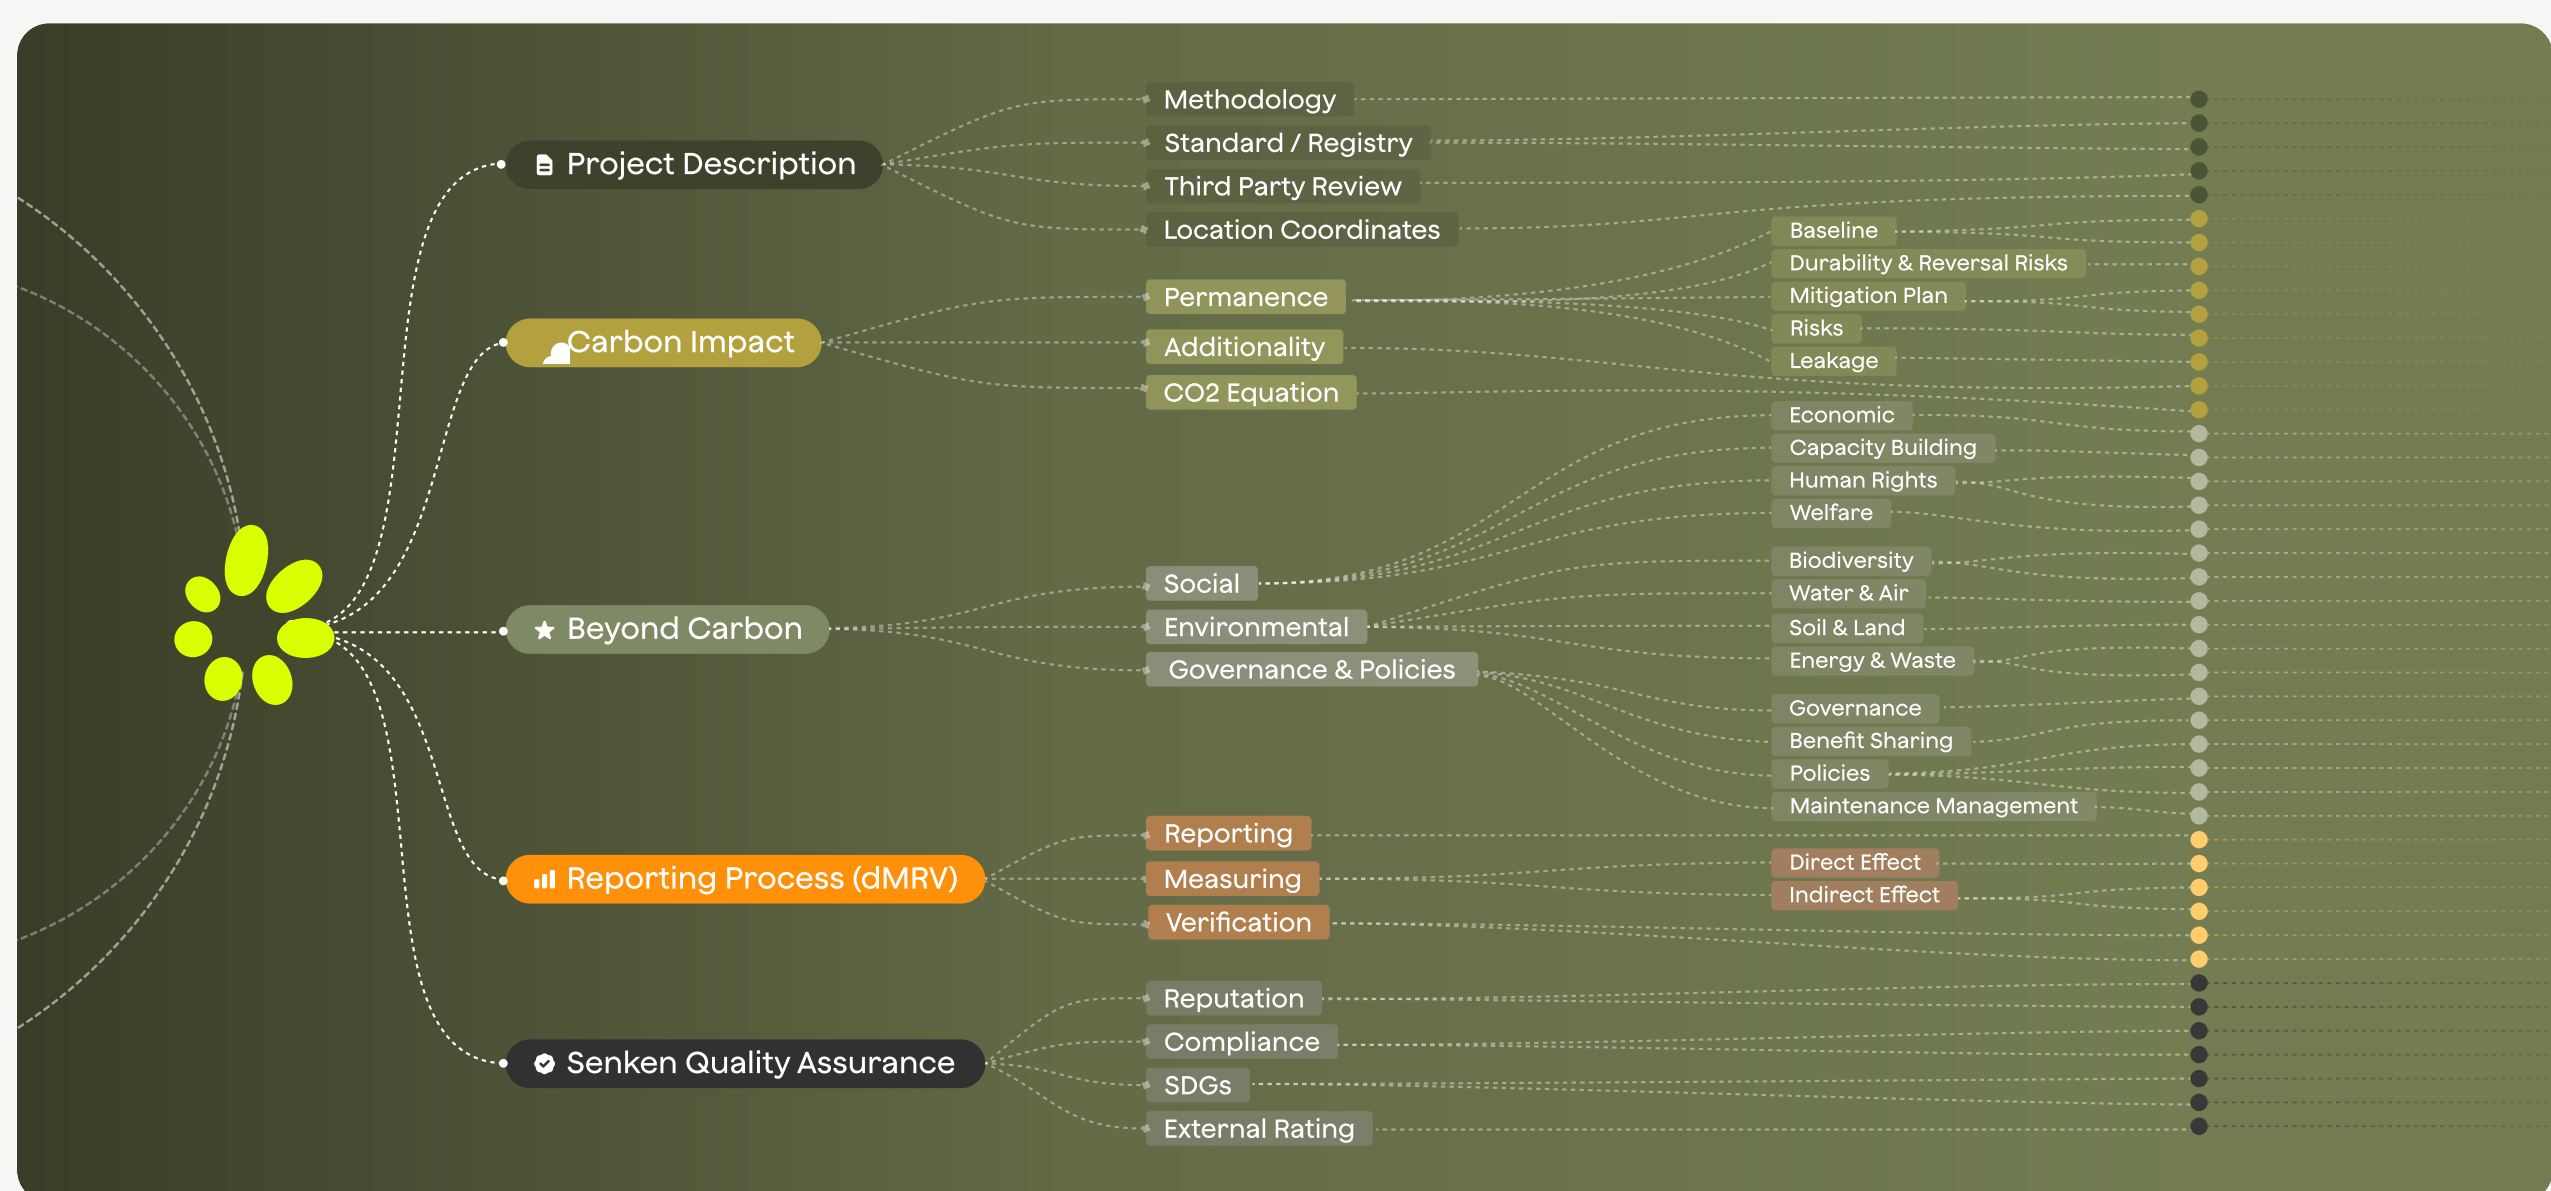 Project Description
Methodology
Standard / Registry
Third Party Review
Location Coordinates
Carbon Impact
Permanence
Baseline
Durability & Reversal Risks
Mitigation Plan
Risks
Leakage
Additionality
CO2 Equation
Beyond Carbon
Social
Economic
Capacity Building
Human Rights
Welfare
Environmental
Biodiversity
Water & Air
Soil & Land
Energy & Waste
Governance & Policies
Governance
Benefit Sharing
Policies
Maintenance Management
Reporting Process (dMRV)
Reporting
Measuring
Direct Effect
Indirect Effect
Verification
Senken Quality Assurance
Reputation
Compliance
SDGs
External Rating